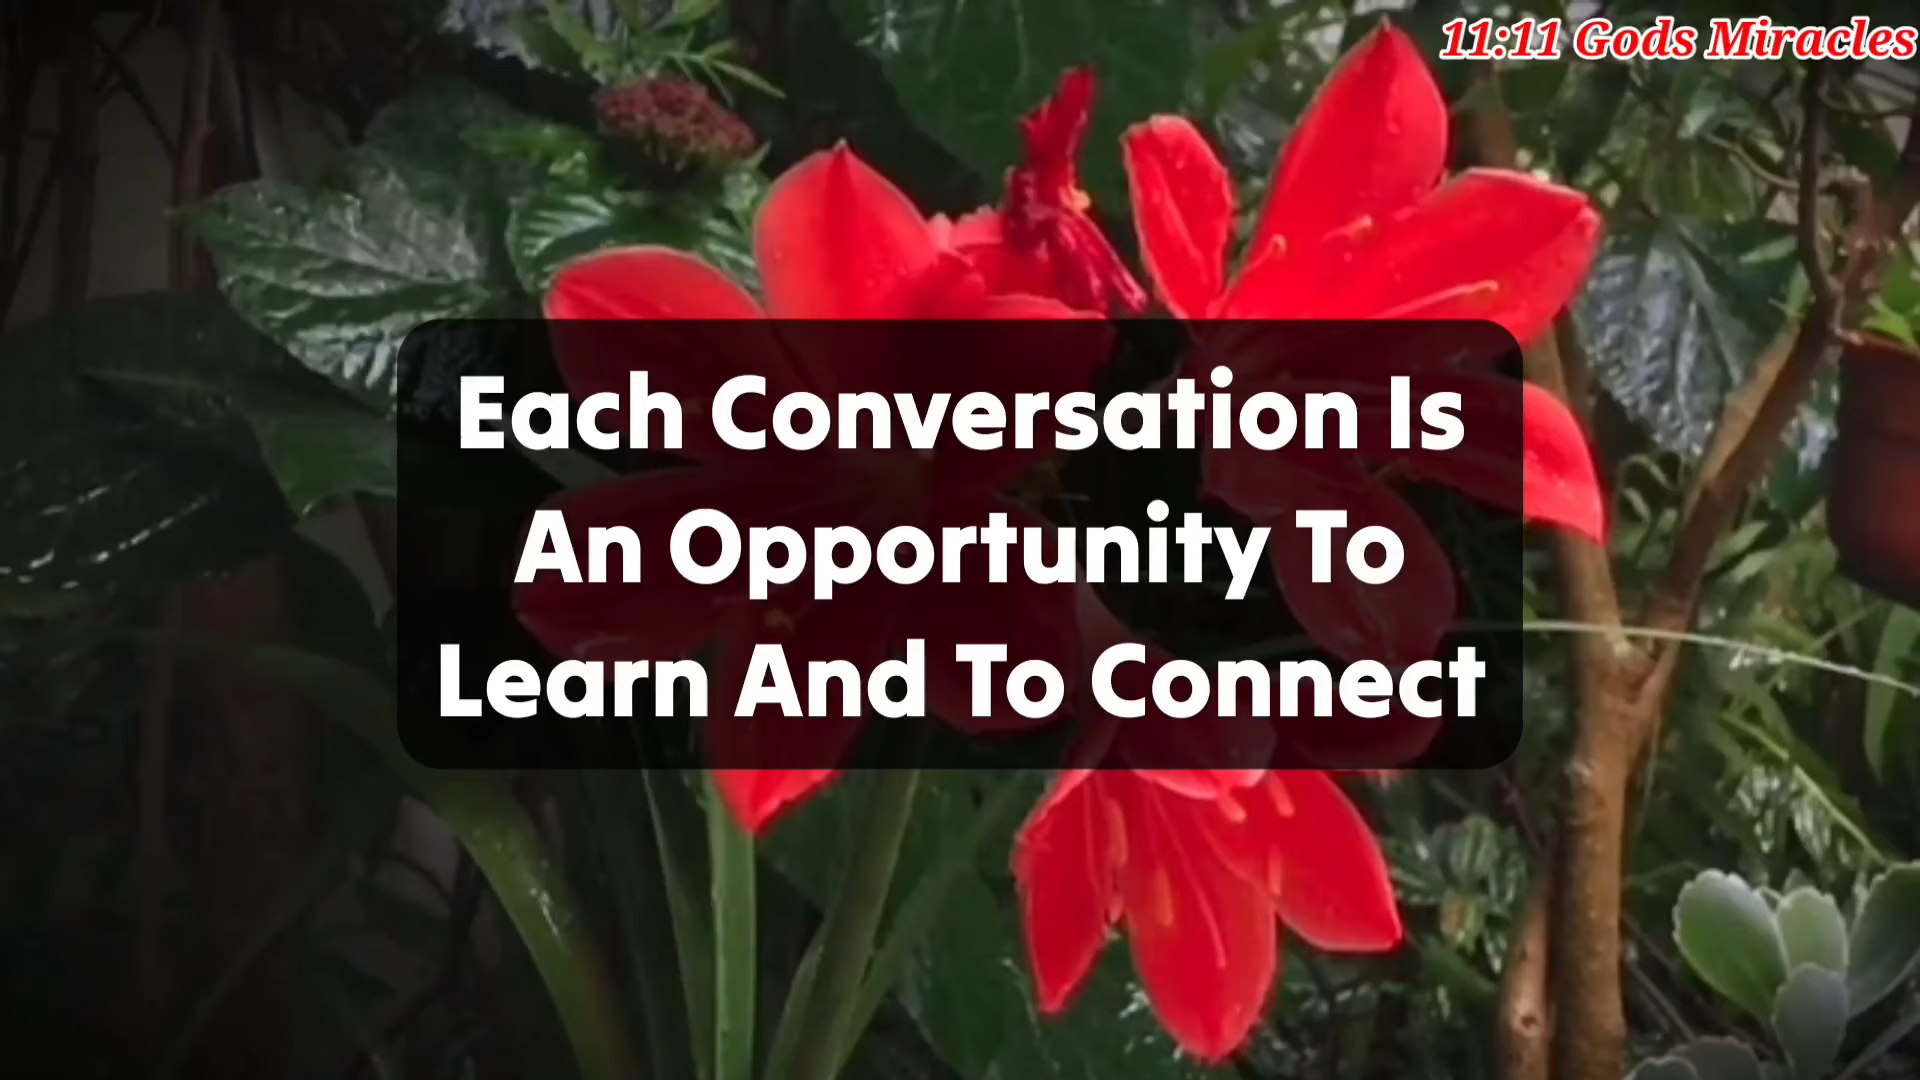 11:11 Gods Miracles
Each Conversation Is
An Opportunity To
Learn And To Connect